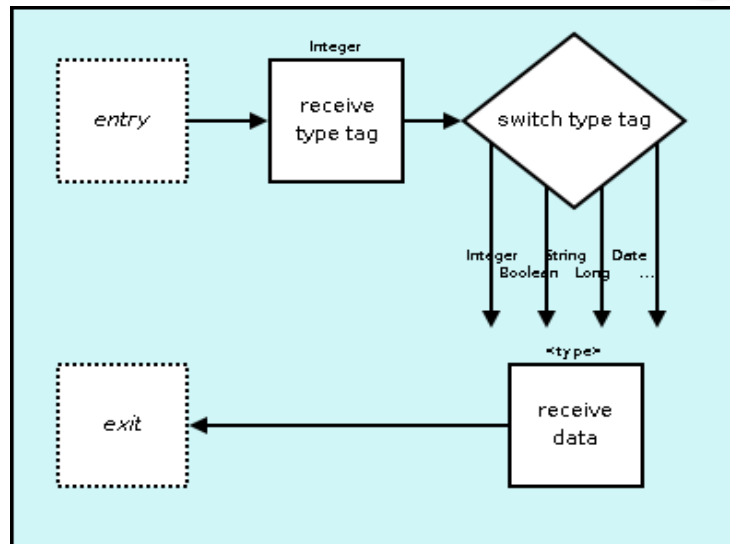 Integer
entry
receive
type tag
switch type tag
Integer String Date
Boolean Long ...
<type>
exit
receive
data